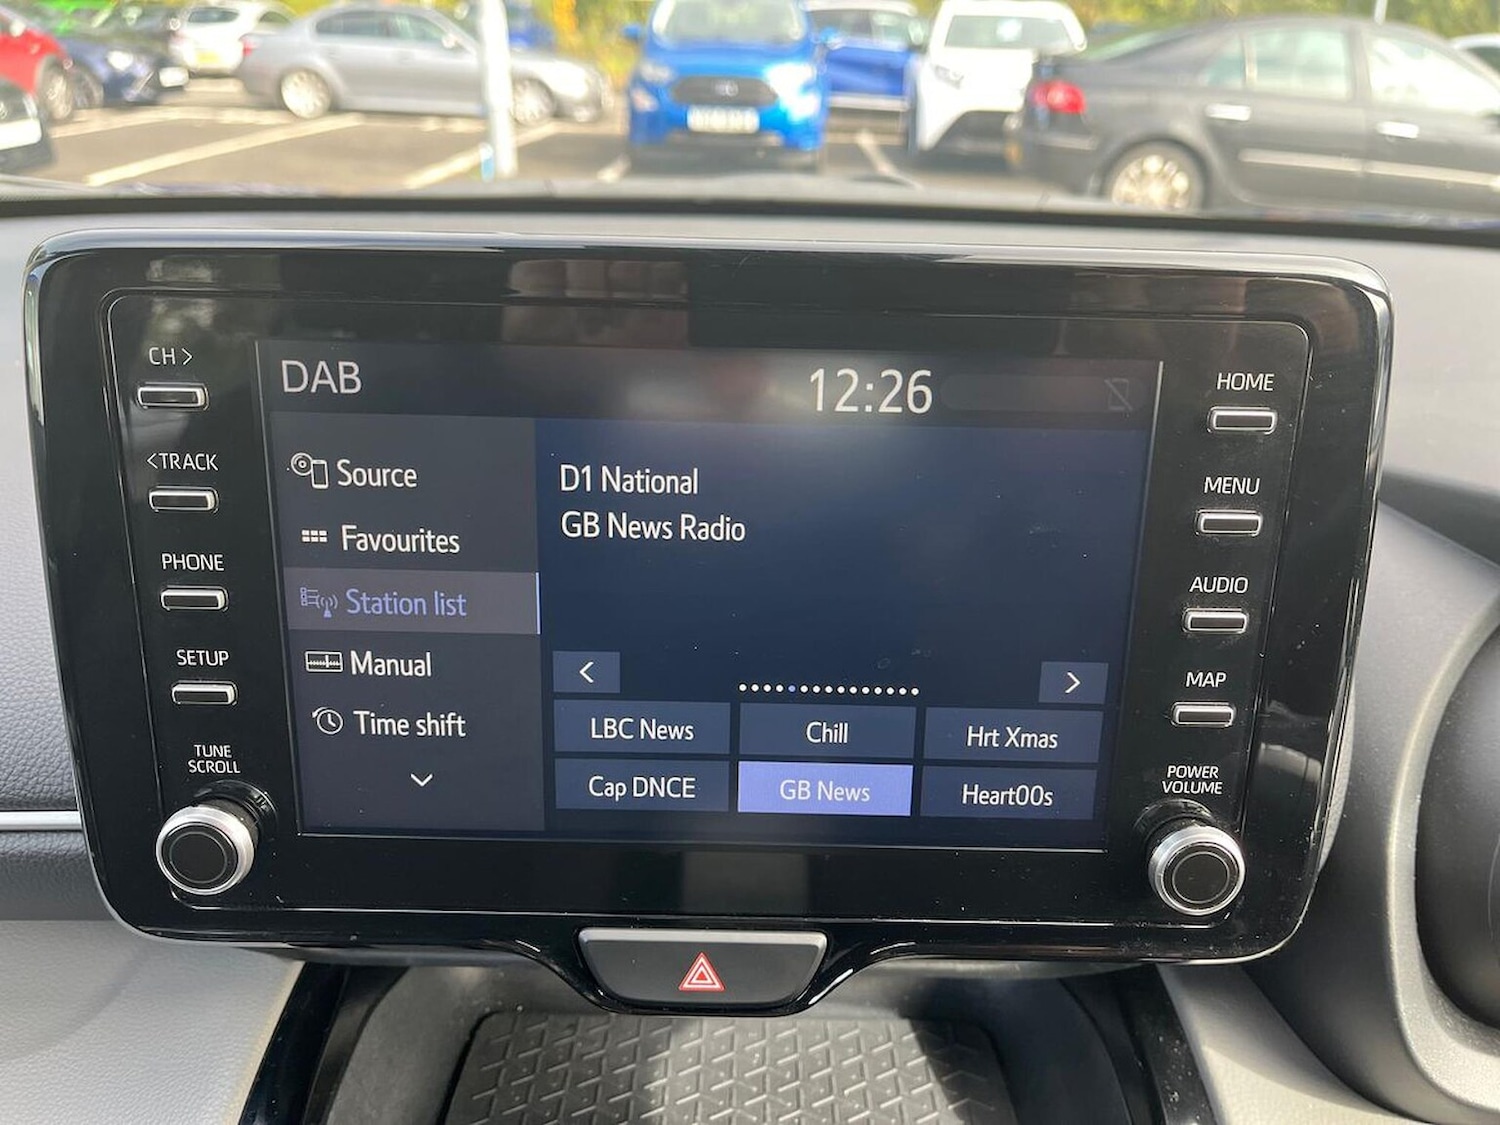 DAB
12:26
CH >
<TRACK
PHONE
SETUP
TUNE
SCROLL
Source
Favourites
Station list
Manual
Time shift
D1 National
GB News Radio
<
>
LBC News
Chill
Hrt Xmas
Cap DNCE
GB News
Heart00s
HOME
MENU
AUDIO
MAP
POWER
VOLUME